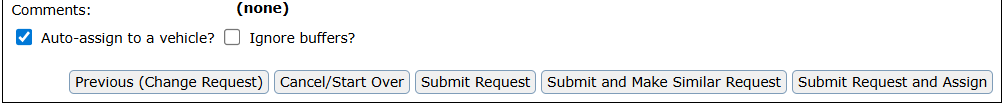 Comments: (none)
Auto-assign to a vehicle? Ignore buffers?
Previous (Change Request) Cancel/Start Over Submit Request Submit and Make Similar Request Submit Request and Assign